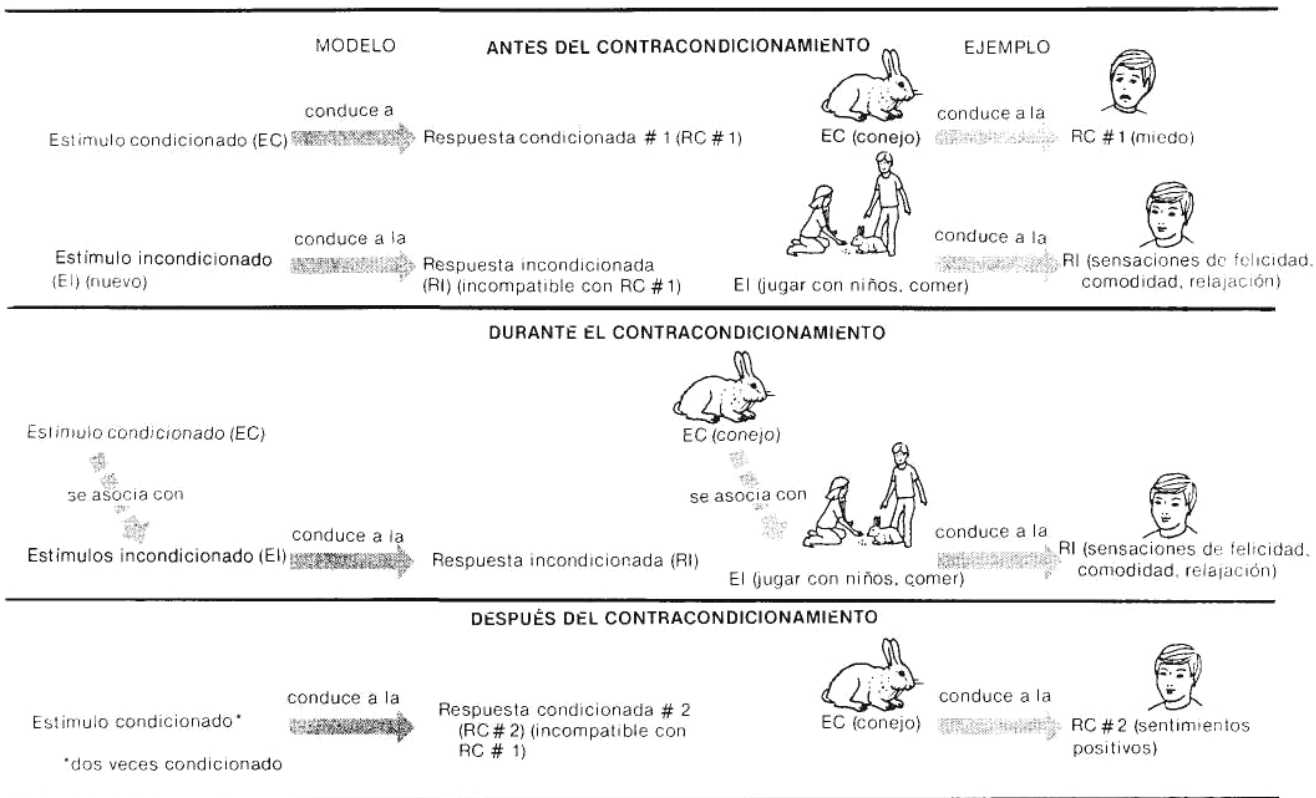 MODELO
ANTES DEL CONTRACONDICIONAMIENTO
EJEMPLO
conduce a
Estímulo condicionado (EC)
Respuesta condicionada # 1 (RC # 1)
EC (conejo)
conduce a la
RC # 1 (miedo)
conduce a la
Estímulo incondicionado
(EI) (nuevo)
Respuesta incondicionada
(RI) (incompatible con RC # 1)
EI (jugar con niños, comer)
conduce a la
RI (sensaciones de felicidad,
comodidad, relajación)
DURANTE EL CONTRACONDICIONAMIENTO
Estímulo condicionado (EC)
se asocia con
Estímulos incondicionado (EI)
conduce a la
Respuesta incondicionada (RI)
EC (conejo)
se asocia con
EI (jugar con niños, comer)
conduce a la
RI (sensaciones de felicidad,
comodidad, relajación)
DESPUÉS DEL CONTRACONDICIONAMIENTO
Estímulo condicionado*
*dos veces condicionado
conduce a la
Respuesta condicionada # 2
(RC # 2) (incompatible con
RC # 1)
EC (conejo)
conduce a la
RC # 2 (sentimientos
positivos)